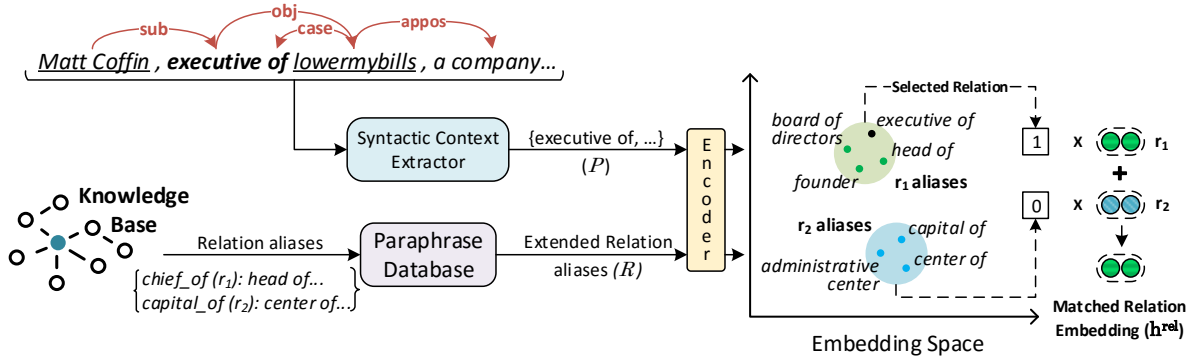 sub
obj
case
appos
Matt Coffin , executive of lowermybills , a company…
Syntactic Context
Extractor
{executive of, …}
(P)
Encoder
Knowledge
Base
Relation aliases
chief_of (r1): head of...
capital_of (r2): center of...
Paraphrase
Database
Extended Relation
aliases (R)
Selected Relation
board of
directors
executive of
head of
founder
r1 aliases
r2 aliases
capital of
center of
administrative
center
Embedding Space
1
x
r1
+
0
x
r2
Matched Relation
Embedding (h^rel)